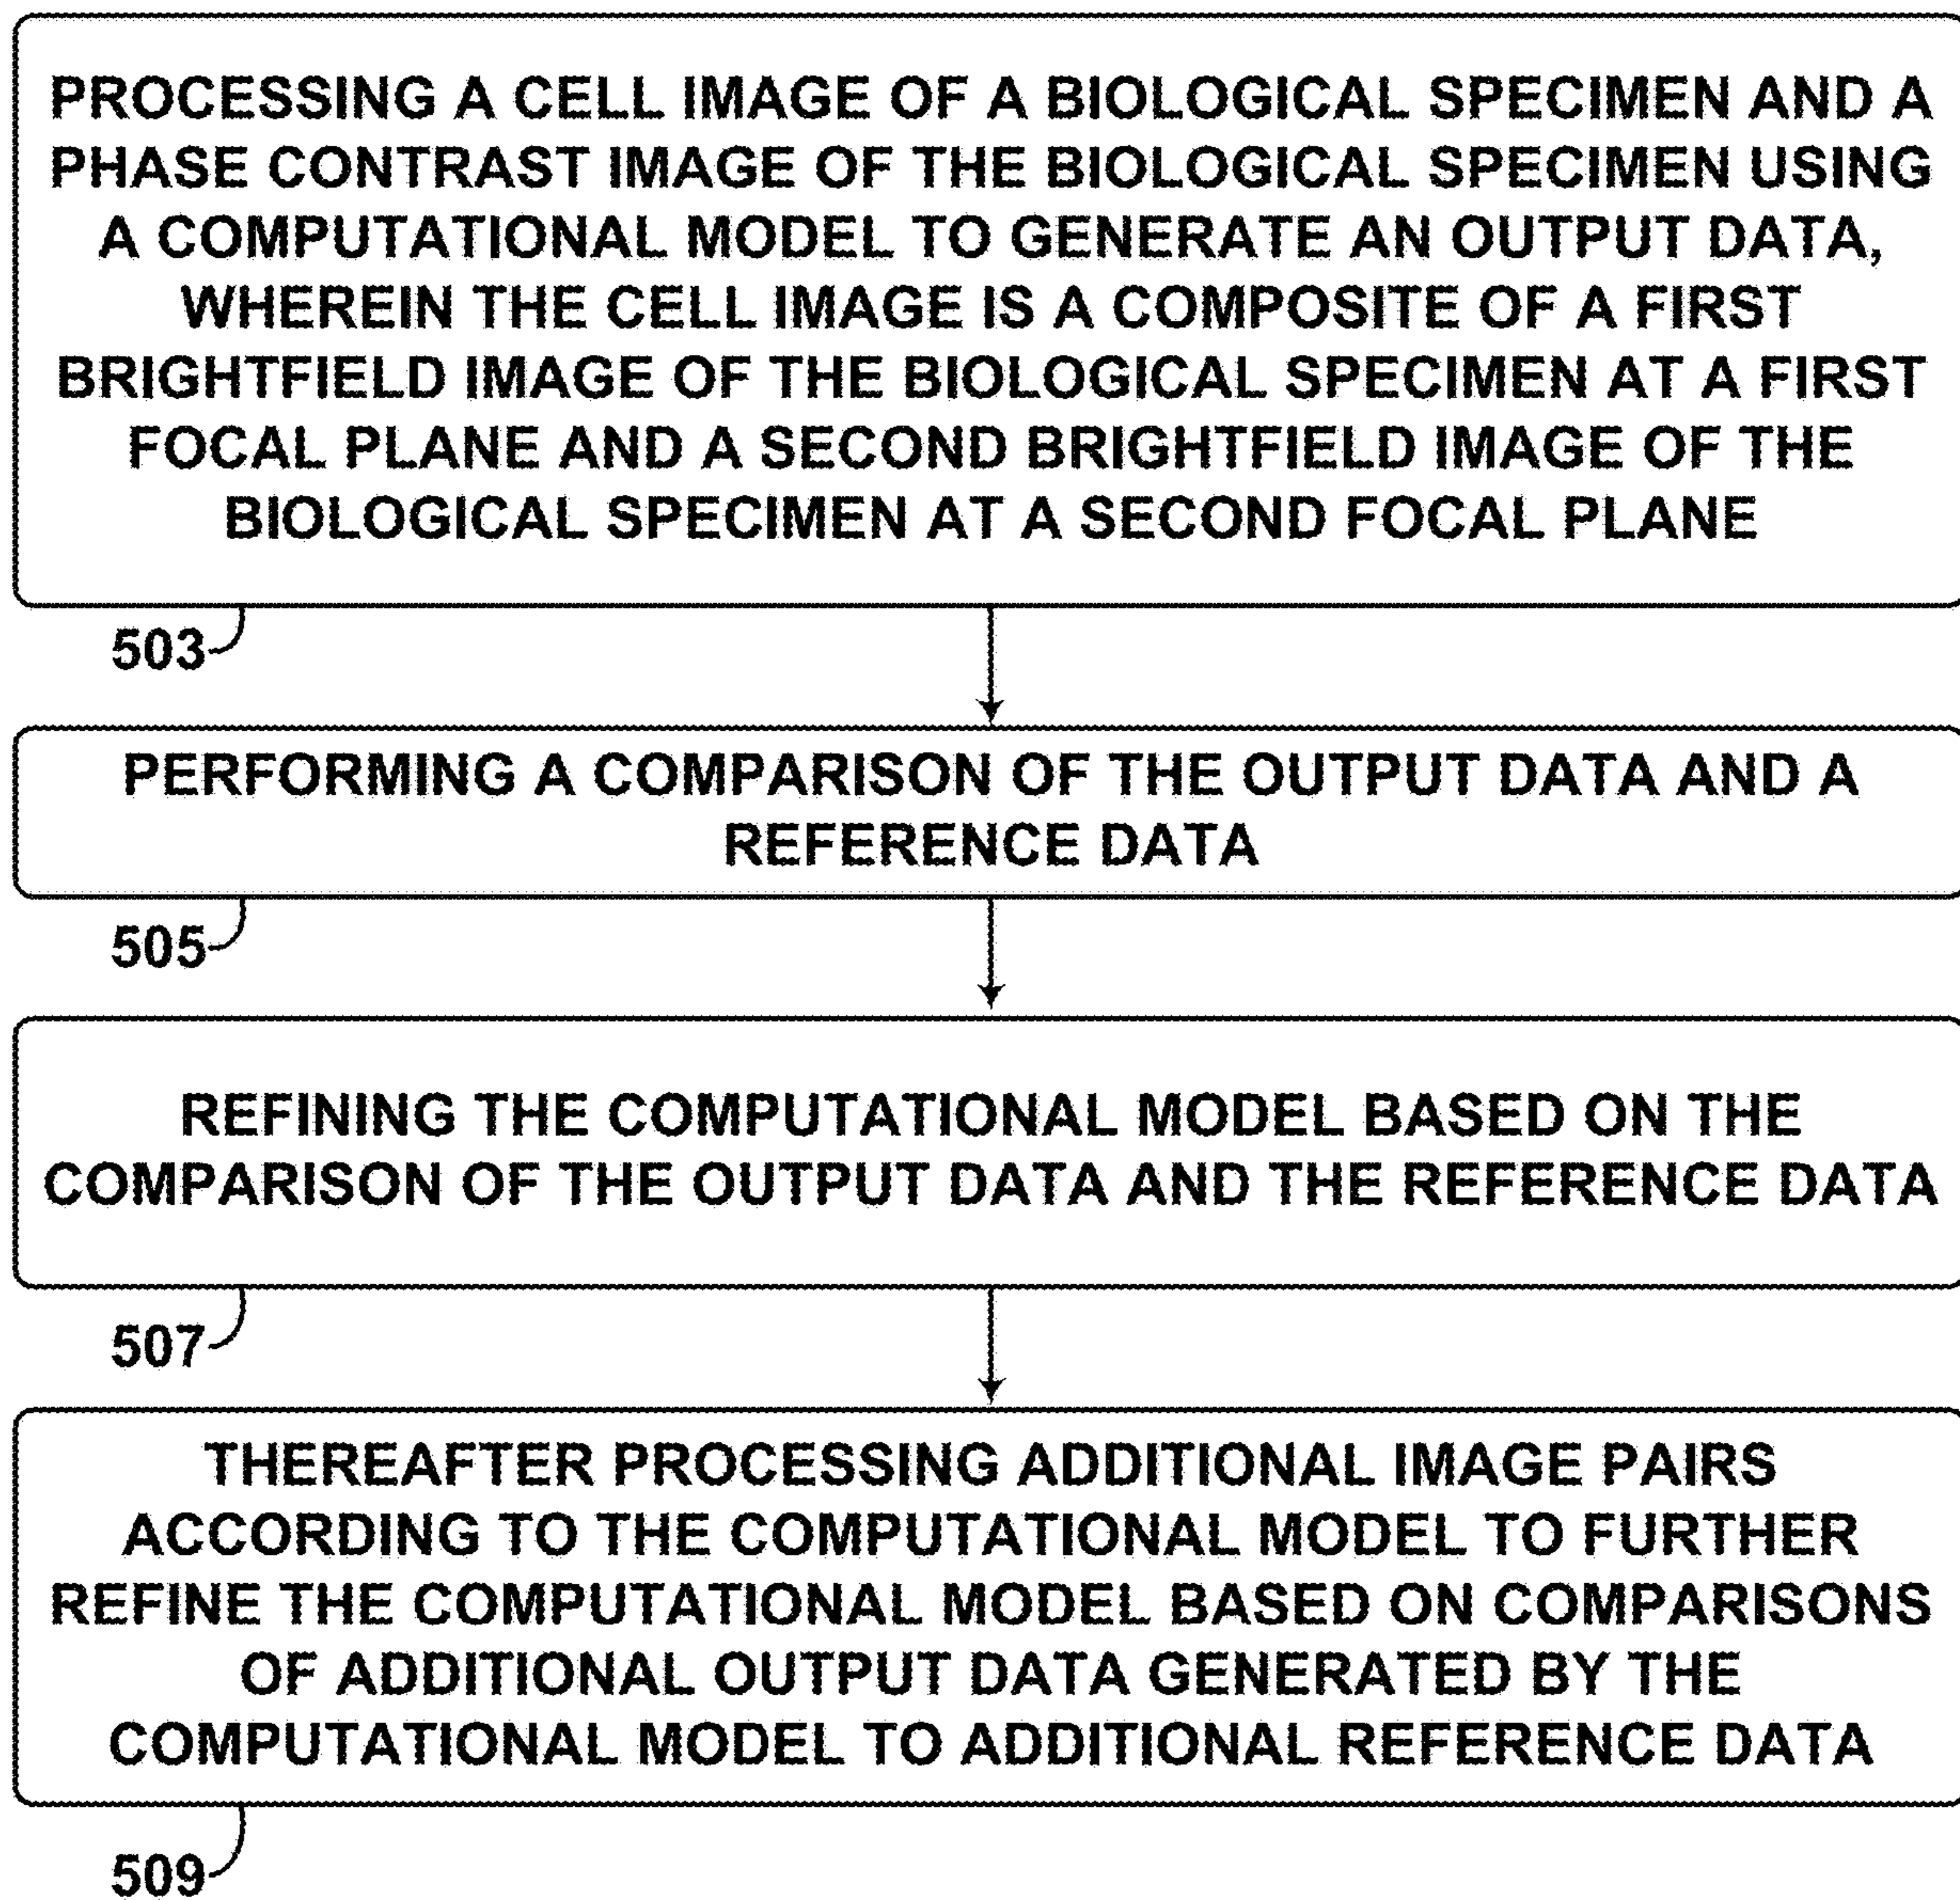 PROCESSING A CELL IMAGE OF A BIOLOGICAL SPECIMEN AND A
PHASE CONTRAST IMAGE OF THE BIOLOGICAL SPECIMEN USING
A COMPUTATIONAL MODEL TO GENERATE AN OUTPUT DATA,
WHEREIN THE CELL IMAGE IS A COMPOSITE OF A FIRST
BRIGHTFIELD IMAGE OF THE BIOLOGICAL SPECIMEN AT A FIRST
FOCAL PLANE AND A SECOND BRIGHTFIELD IMAGE OF THE
BIOLOGICAL SPECIMEN AT A SECOND FOCAL PLANE
503
PERFORMING A COMPARISON OF THE OUTPUT DATA AND A
REFERENCE DATA
505
REFINING THE COMPUTATIONAL MODEL BASED ON THE
COMPARISON OF THE OUTPUT DATA AND THE REFERENCE DATA
507
THEREAFTER PROCESSING ADDITIONAL IMAGE PAIRS
ACCORDING TO THE COMPUTATIONAL MODEL TO FURTHER
REFINE THE COMPUTATIONAL MODEL BASED ON COMPARISONS
OF ADDITIONAL OUTPUT DATA GENERATED BY THE
COMPUTATIONAL MODEL TO ADDITIONAL REFERENCE DATA
509